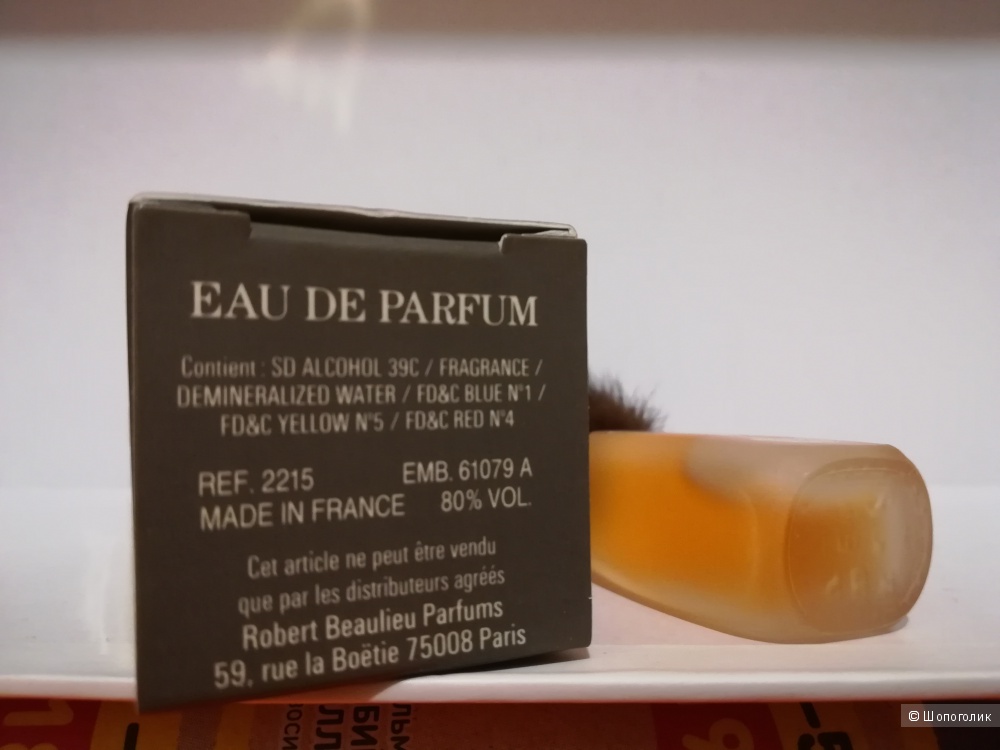 EAU DE PARFUM
Contient : SD ALCOHOL 39C / FRAGRANCE /
DEMINERALIZED WATER / FD&C BLUE N°1 /
FD&C YELLOW N°5 / FD&C RED N°4
REF. 2215 EMB. 61079 A
MADE IN FRANCE 80% VOL.
Cet article ne peut être vendu
que par les distributeurs agréés
Robert Beaulieu Parfums
59, rue la Boëtie 75008 Paris
© Шопоголик